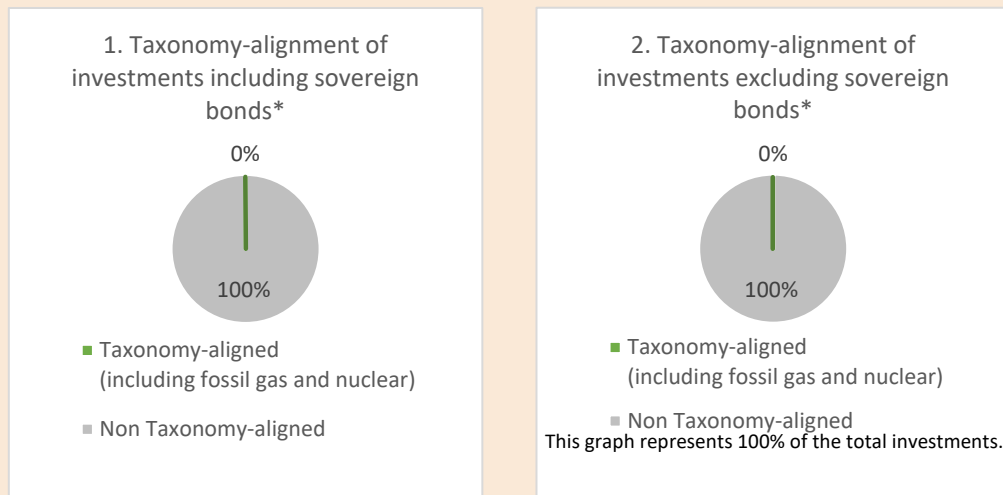 1. Taxonomy-alignment of
investments including sovereign
bonds*
0%
100%
Taxonomy-aligned
(including fossil gas and nuclear)
Non Taxonomy-aligned
2. Taxonomy-alignment of
investments excluding sovereign
bonds*
0%
100%
Taxonomy-aligned
(including fossil gas and nuclear)
Non Taxonomy-aligned
This graph represents 100% of the total investments.